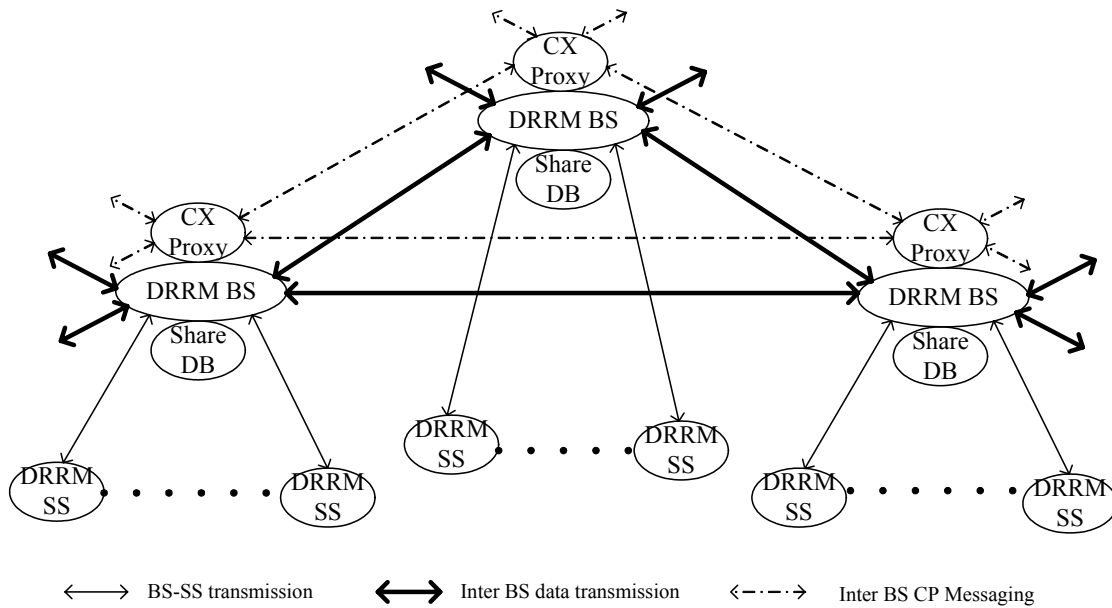 CX
Proxy
DRRM BS
Share
DB
CX
Proxy
DRRM BS
Share
DB
CX
Proxy
DRRM BS
Share
DB
DRRM
SS
DRRM
SS
DRRM
SS
DRRM
SS
DRRM
SS
DRRM
SS
BS-SS transmission
Inter BS data transmission
Inter BS CP Messaging